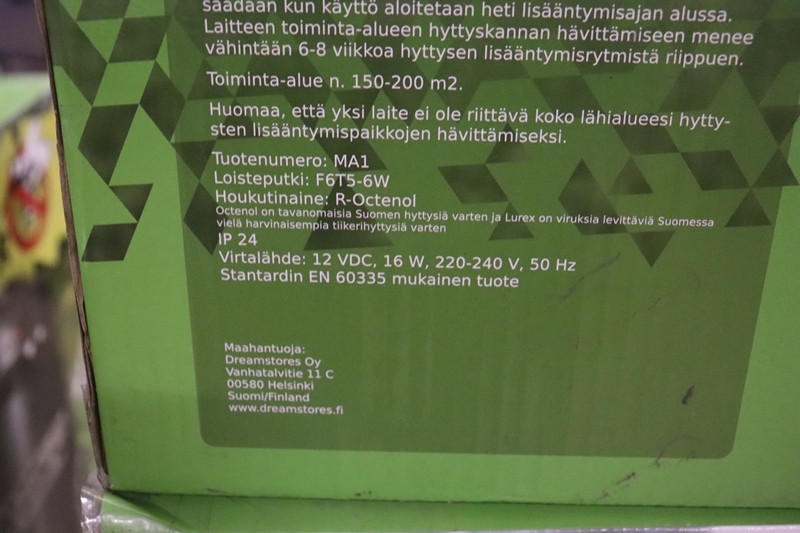 saadaan kun käyttö aloitetaan heti lisääntymisajan alussa.
Laitteen toiminta-alueen hyttyskannan hävittämiseen menee
vähintään 6-8 viikkoa hyttysen lisääntymisrytmistä riippuen.
Toiminta-alue n. 150-200 m2.
Huomaa, että yksi laite ei ole riittävä koko lähialueesi hytty-
sten lisääntymispaikkojen hävittämiseksi.
Tuotenumero: MA1
Loisteputki: F6T5-6W
Houkutinaine: R-Octenol
Octenol on tavanomaisia Suomen hyttysiä varten ja Lurex on viruksia levittäviä Suomessa
vielä harvinaisempia tiikerihyttysiä varten
IP 24
Virtalähde: 12 VDC, 16 W, 220-240 V, 50 Hz
Stantardin EN 60335 mukainen tuote
Maahantuoja:
Dreamstores Oy
Vanhatalvitie 11 C
00580 Helsinki
Suomi/Finland
www.dreamstores.fi